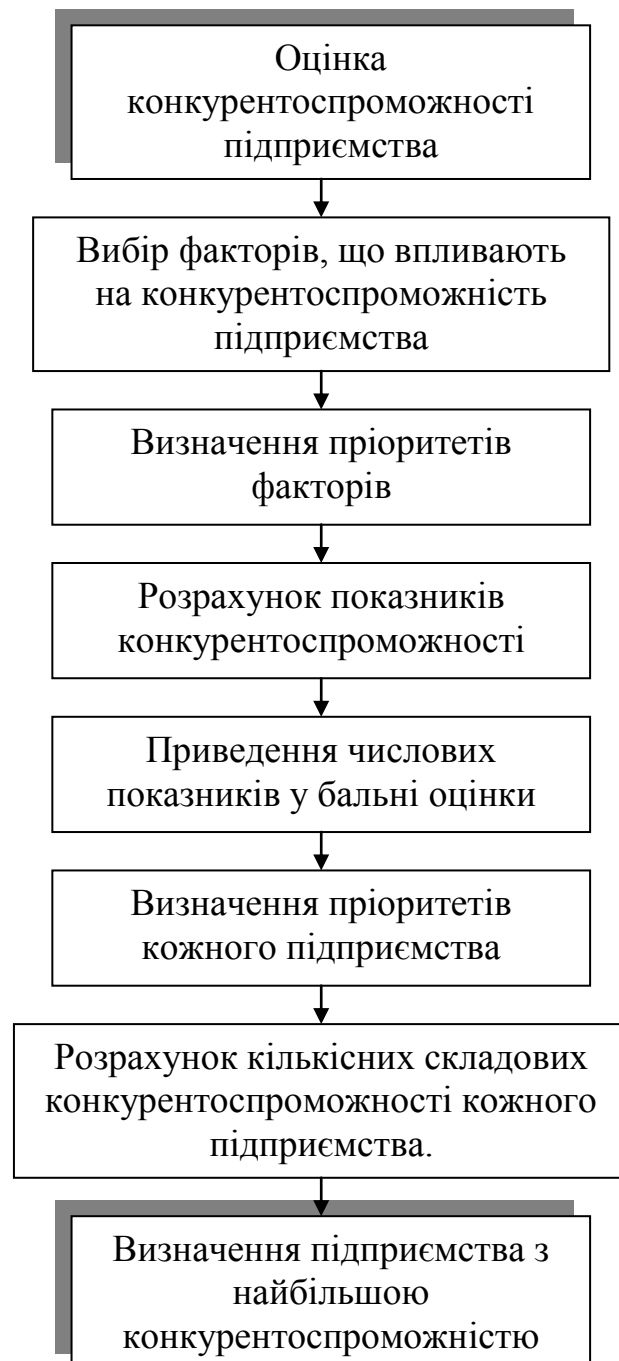 Оцінка
конкурентоспроможності
підприємства
Вибір факторів, що впливають
на конкурентоспроможність
підприємства
Визначення пріоритетів
факторів
Розрахунок показників
конкурентоспроможності
Приведення числових
показників у бальні оцінки
Визначення пріоритетів
кожного підприємства
Розрахунок кількісних складових
конкурентоспроможності кожного
підприємства.
Визначення підприємства з
найбільшою
конкурентоспроможністю